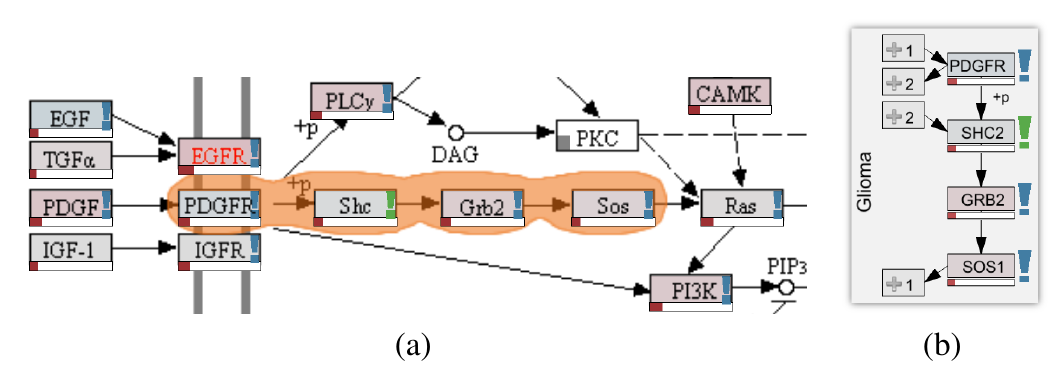 EGF
TGFα
PDGF
IGF-1
EGFR
PDGFR
IGFR
PLCγ
+p
+p
DAG
PKC
CAMK
Shc
Grb2
Sos
Ras
PI3K
PIP3
(a)
Glioma
+ 1
PDGFR
+ 2
+p
+ 2
SHC2
GRB2
SOS1
+ 1
(b)